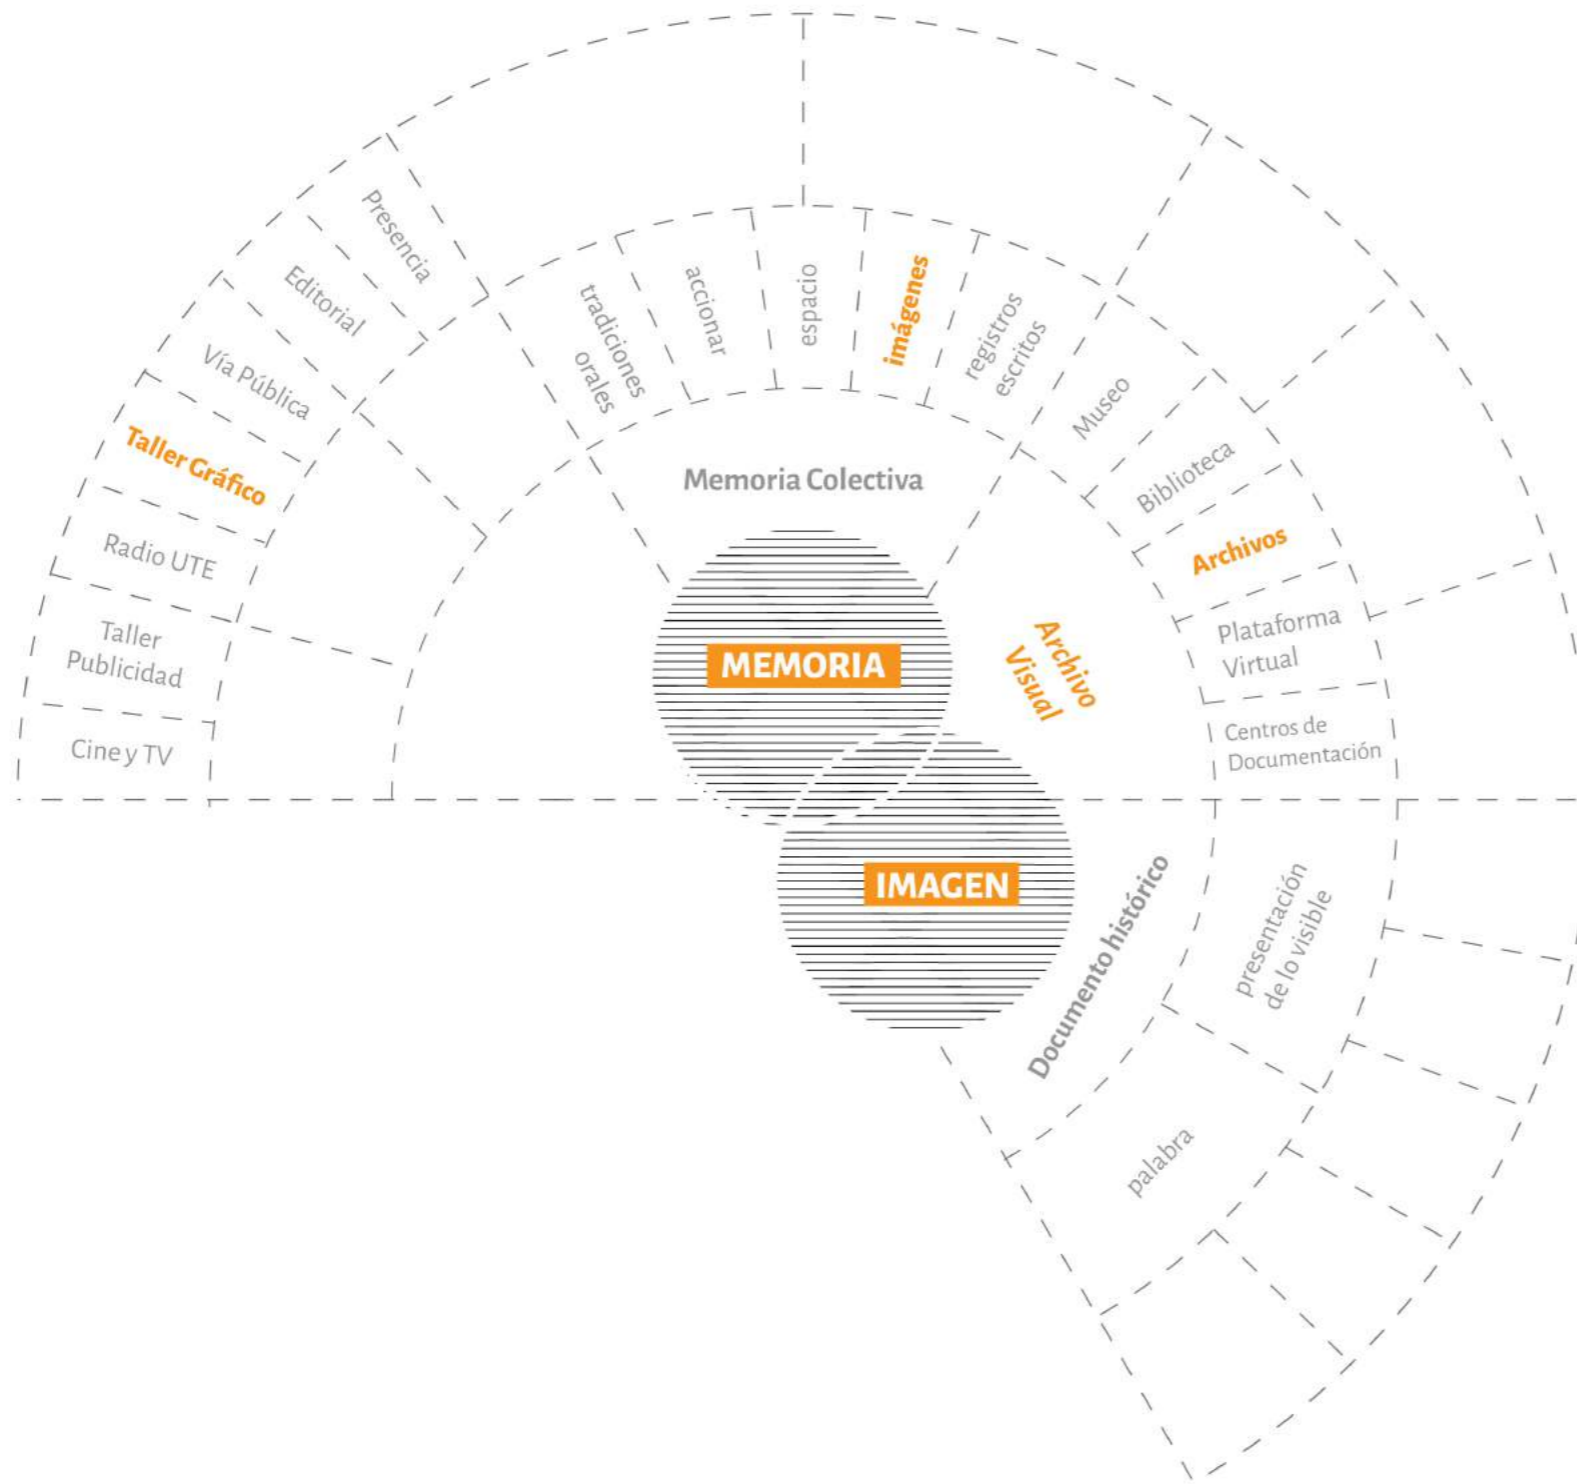 Presencia
Editorial
Vía Pública
Taller Gráfico
Radio UTE
Taller
Publicidad
Cine y TV
tradiciones
orales
accionar
espacio
imágenes
registros
escritos
Museo
Biblioteca
Archivos
Plataforma
Virtual
Centros de
Documentación
Memoria Colectiva
MEMORIA
Archivo
Visual
IMAGEN
Documento histórico
presentación
de lo visible
palabra